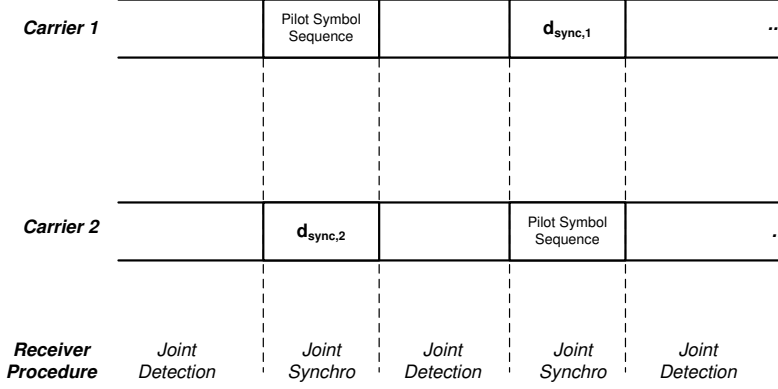 Carrier 1
Pilot Symbol
Sequence
dsync,1
..
Carrier 2
dsync,2
Pilot Symbol
Sequence
.
Receiver
Procedure
Joint
Detection
Joint
Synchro
Joint
Detection
Joint
Synchro
Joint
Detection